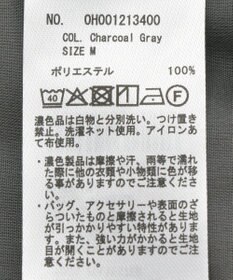 NO. 0H001213400
COL. Charcoal Gray
SIZE M
ポリエステル 100%
40 F
濃色品は白物と分別洗い。つけ置き
禁止。洗濯ネット使用。アイロンあ
て布使用。
・濃色製品は摩擦や汗、雨等で濡れ
た際に他の衣類や小物類に色が移
る事がありますのでご注意くださ
い。
・バッグ、アクセサリーや表面のざ
らついたものと摩擦されると生地
が引っかかりやすい特性がありま
す。また、強い力がかかると生地
目が開くことがありますのでご注
意ください。